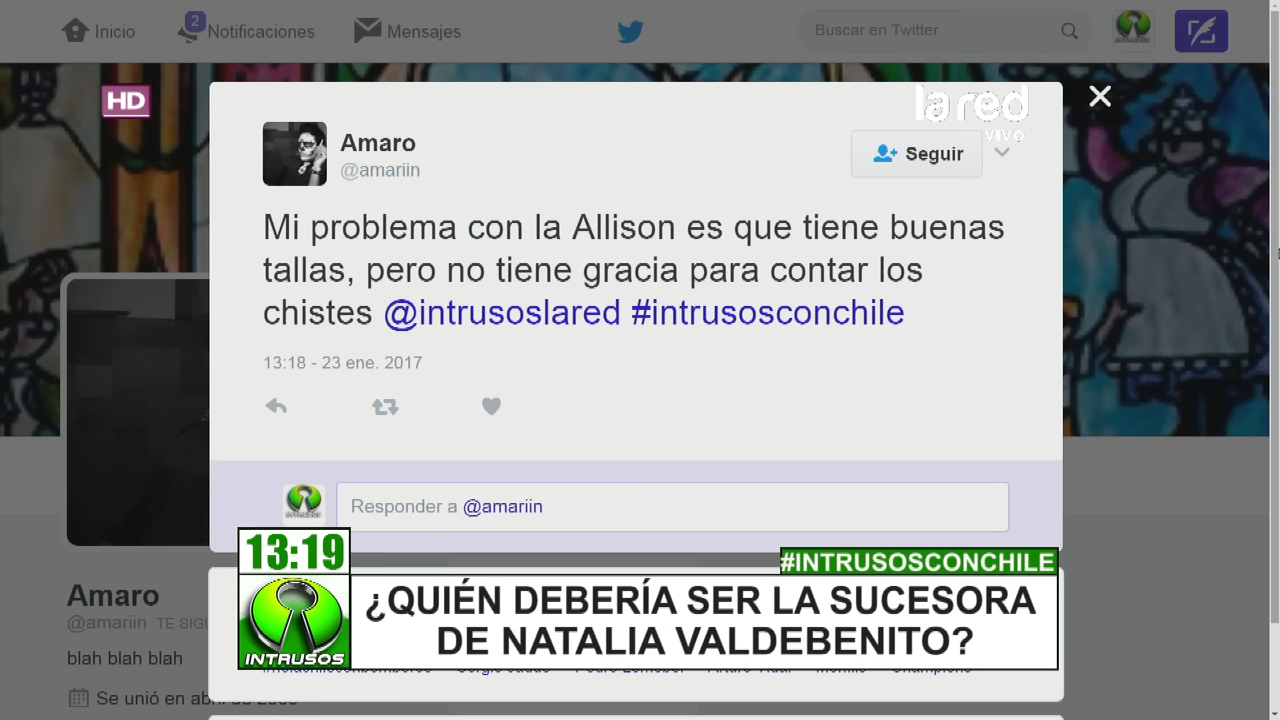 Inicio
2
Notificaciones
Mensajes
Buscar en Twitter
HD
la red
VIVO
Amaro
@amariin
Seguir
Mi problema con la Allison es que tiene buenas
tallas, pero no tiene gracia para contar los
chistes @intrusoslared #intrusosconchile
13:18 - 23 ene. 2017
Responder a @amariin
13:19
#INTRUSOSCONCHILE
¿QUIÉN DEBERÍA SER LA SUCESORA
DE NATALIA VALDEBENITO?
INTRUSOS
Amaro
@amariin TE SIGU
blah blah blah
Se unió en abril de